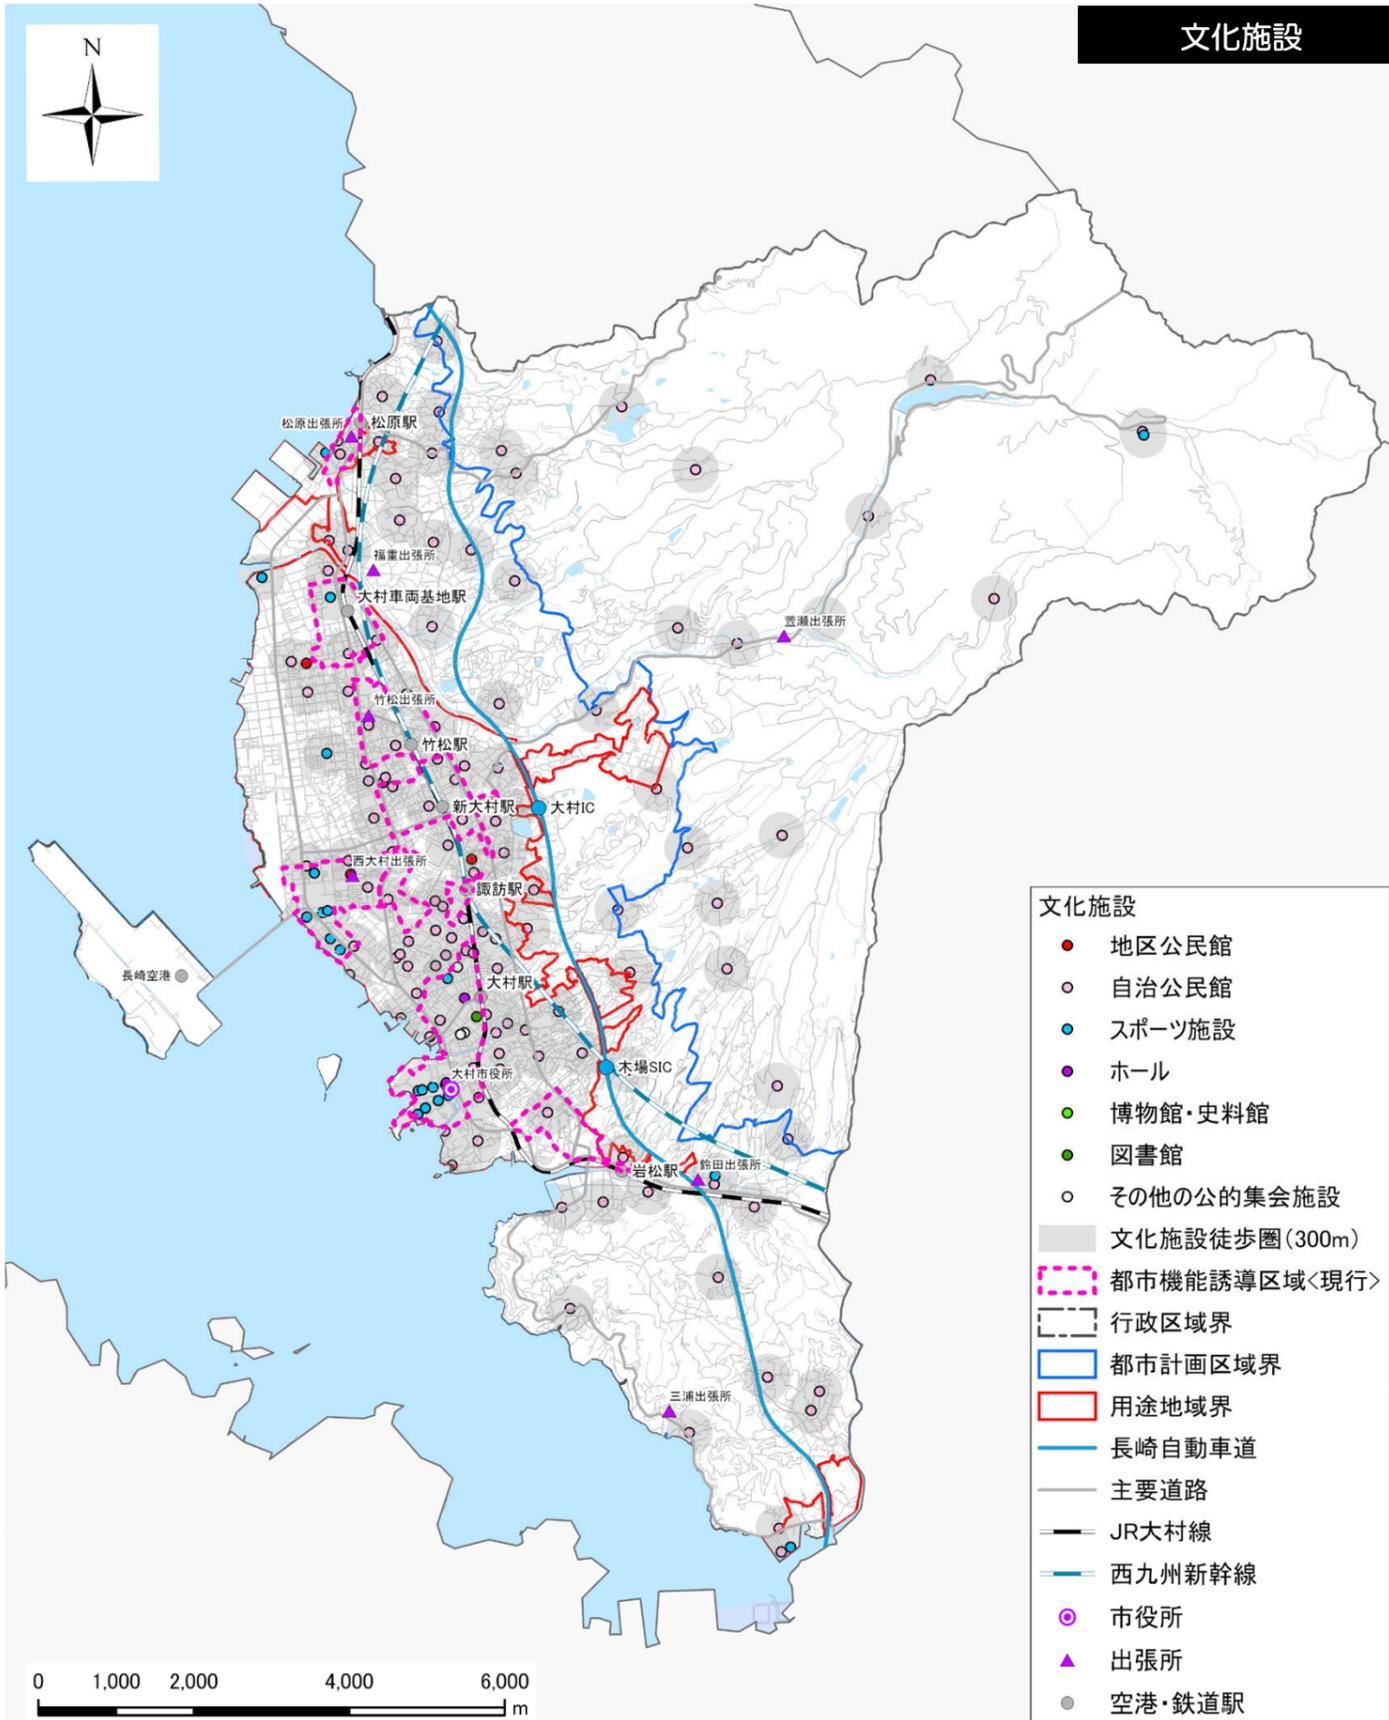 文化施設
N
松原出張所
松原駅
福重出張所
大村車両基地駅
萱瀬出張所
竹松出張所
竹松駅
新大村駅
大村IC
西大村出張所
諏訪駅
長崎空港
大村駅
大村市役所
木場SIC
岩松駅
鈴田出張所
三浦出張所
文化施設
地区公民館
自治公民館
スポーツ施設
ホール
博物館・史料館
図書館
その他の公的集会施設
文化施設徒歩圏(300m)
都市機能誘導区域<現行>
行政区域界
都市計画区域界
用途地域界
長崎自動車道
主要道路
JR大村線
西九州新幹線
市役所
出張所
空港・鉄道駅
0 1,000 2,000 4,000 6,000
m